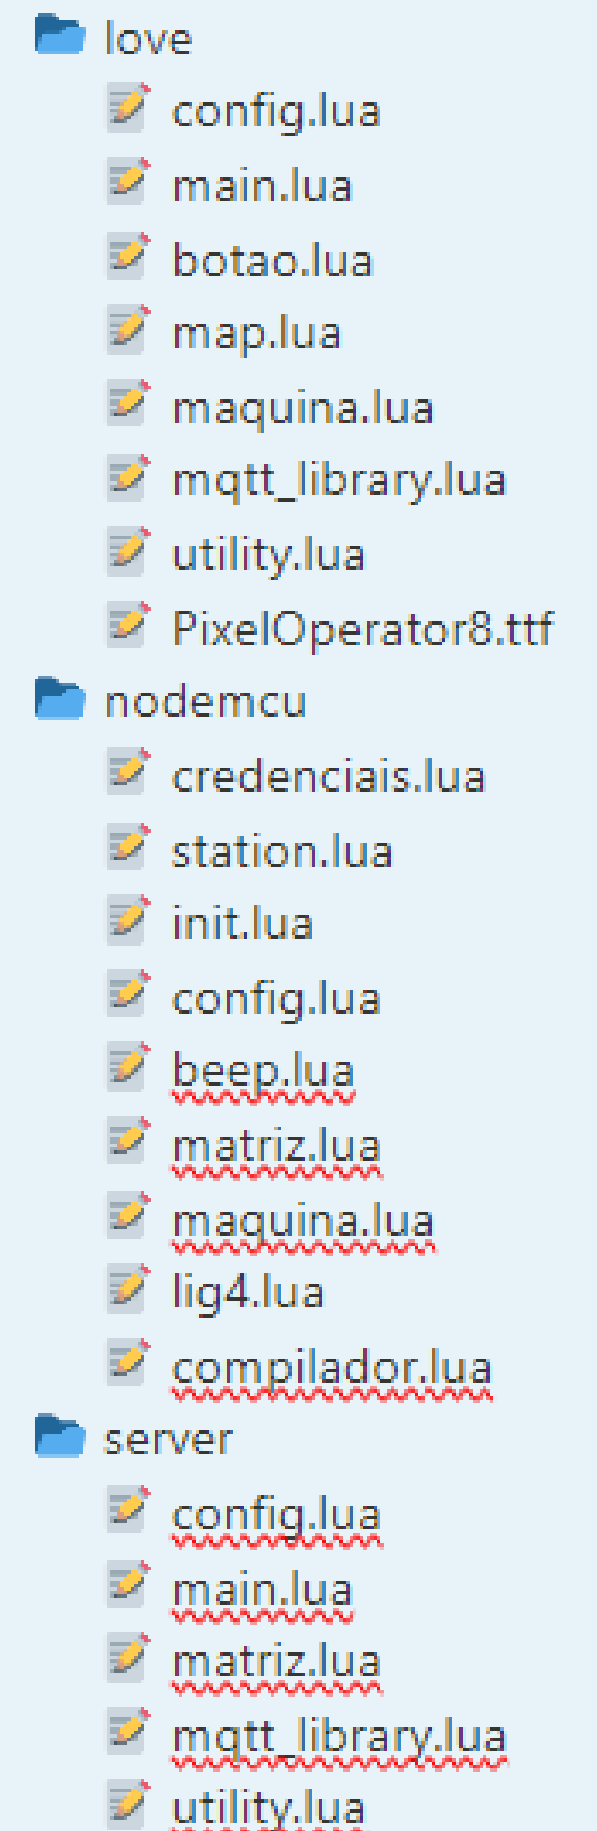 love
config.lua
main.lua
botao.lua
map.lua
maquina.lua
mqtt_library.lua
utility.lua
PixelOperator8.ttf
nodemcu
credenciais.lua
station.lua
init.lua
config.lua
beep.lua
matriz.lua
maquina.lua
lig4.lua
compilador.lua
server
config.lua
main.lua
matriz.lua
mqtt_library.lua
utility.lua